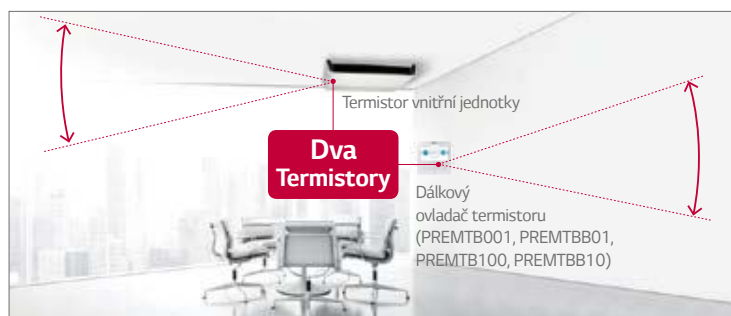 Termistor vnitřní jednotky
Dva
Termistory
Dálkový
ovladač termistoru
(PREMTB001, PREMTBB01,
PREMTB100, PREMTBB10)